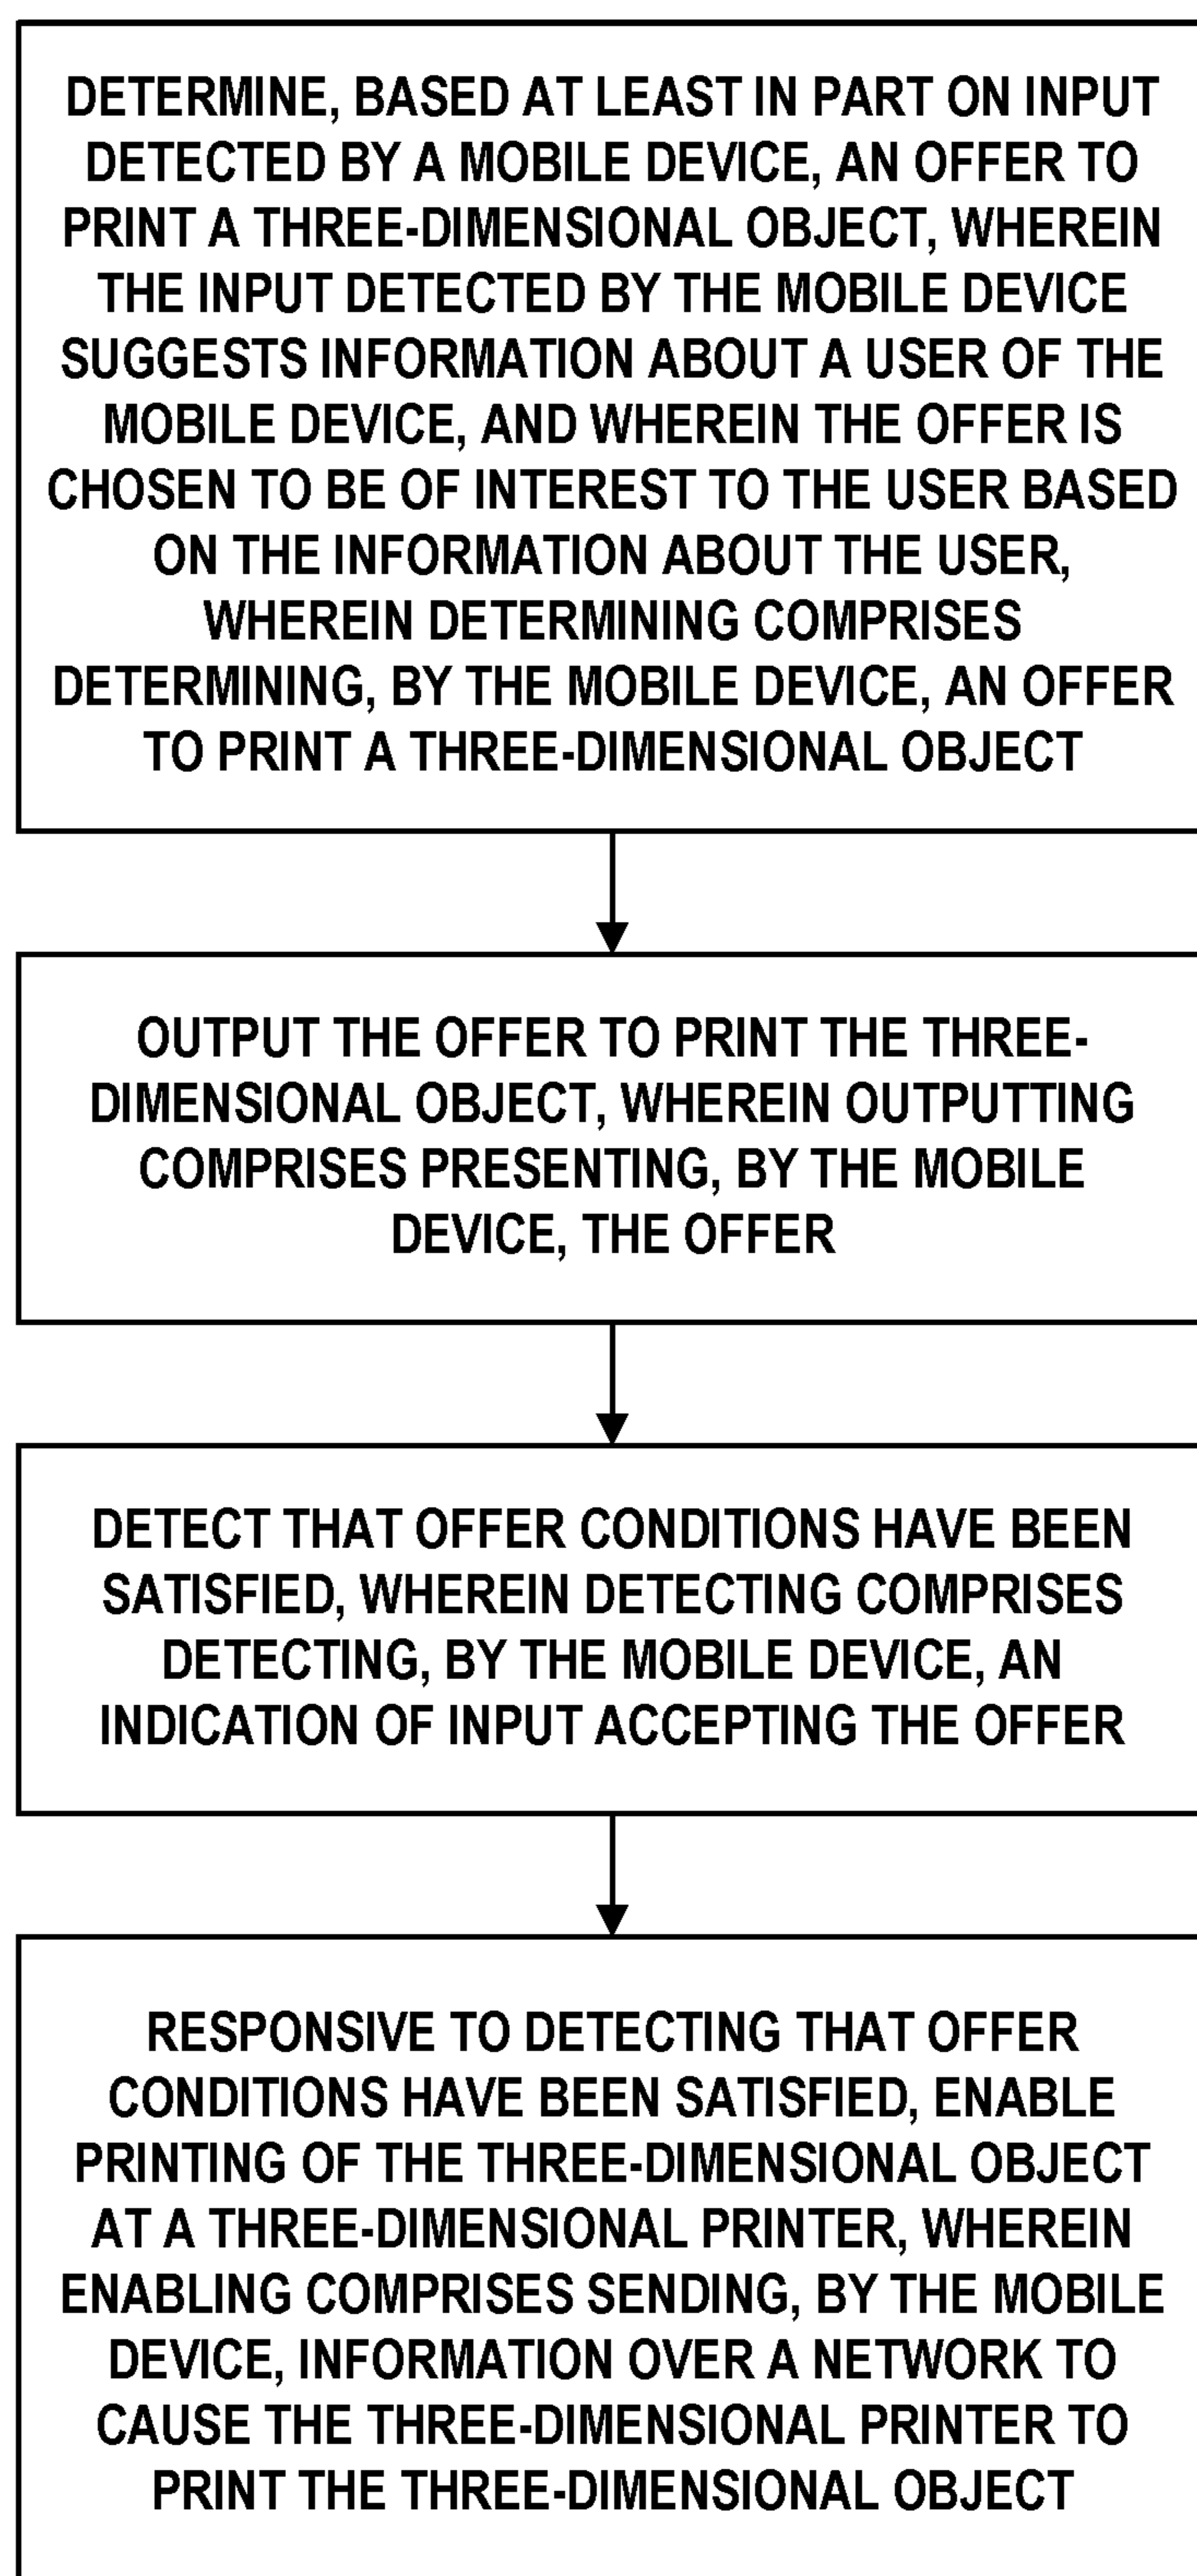 DETERMINE, BASED AT LEAST IN PART ON INPUT
DETECTED BY A MOBILE DEVICE, AN OFFER TO
PRINT A THREE-DIMENSIONAL OBJECT, WHEREIN
THE INPUT DETECTED BY THE MOBILE DEVICE
SUGGESTS INFORMATION ABOUT A USER OF THE
MOBILE DEVICE, AND WHEREIN THE OFFER IS
CHOSEN TO BE OF INTEREST TO THE USER BASED
ON THE INFORMATION ABOUT THE USER,
WHEREIN DETERMINING COMPRISES
DETERMINING, BY THE MOBILE DEVICE, AN OFFER
TO PRINT A THREE-DIMENSIONAL OBJECT
OUTPUT THE OFFER TO PRINT THE THREE-
DIMENSIONAL OBJECT, WHEREIN OUTPUTTING
COMPRISES PRESENTING, BY THE MOBILE
DEVICE, THE OFFER
DETECT THAT OFFER CONDITIONS HAVE BEEN
SATISFIED, WHEREIN DETECTING COMPRISES
DETECTING, BY THE MOBILE DEVICE, AN
INDICATION OF INPUT ACCEPTING THE OFFER
RESPONSIVE TO DETECTING THAT OFFER
CONDITIONS HAVE BEEN SATISFIED, ENABLE
PRINTING OF THE THREE-DIMENSIONAL OBJECT
AT A THREE-DIMENSIONAL PRINTER, WHEREIN
ENABLING COMPRISES SENDING, BY THE MOBILE
DEVICE, INFORMATION OVER A NETWORK TO
CAUSE THE THREE-DIMENSIONAL PRINTER TO
PRINT THE THREE-DIMENSIONAL OBJECT